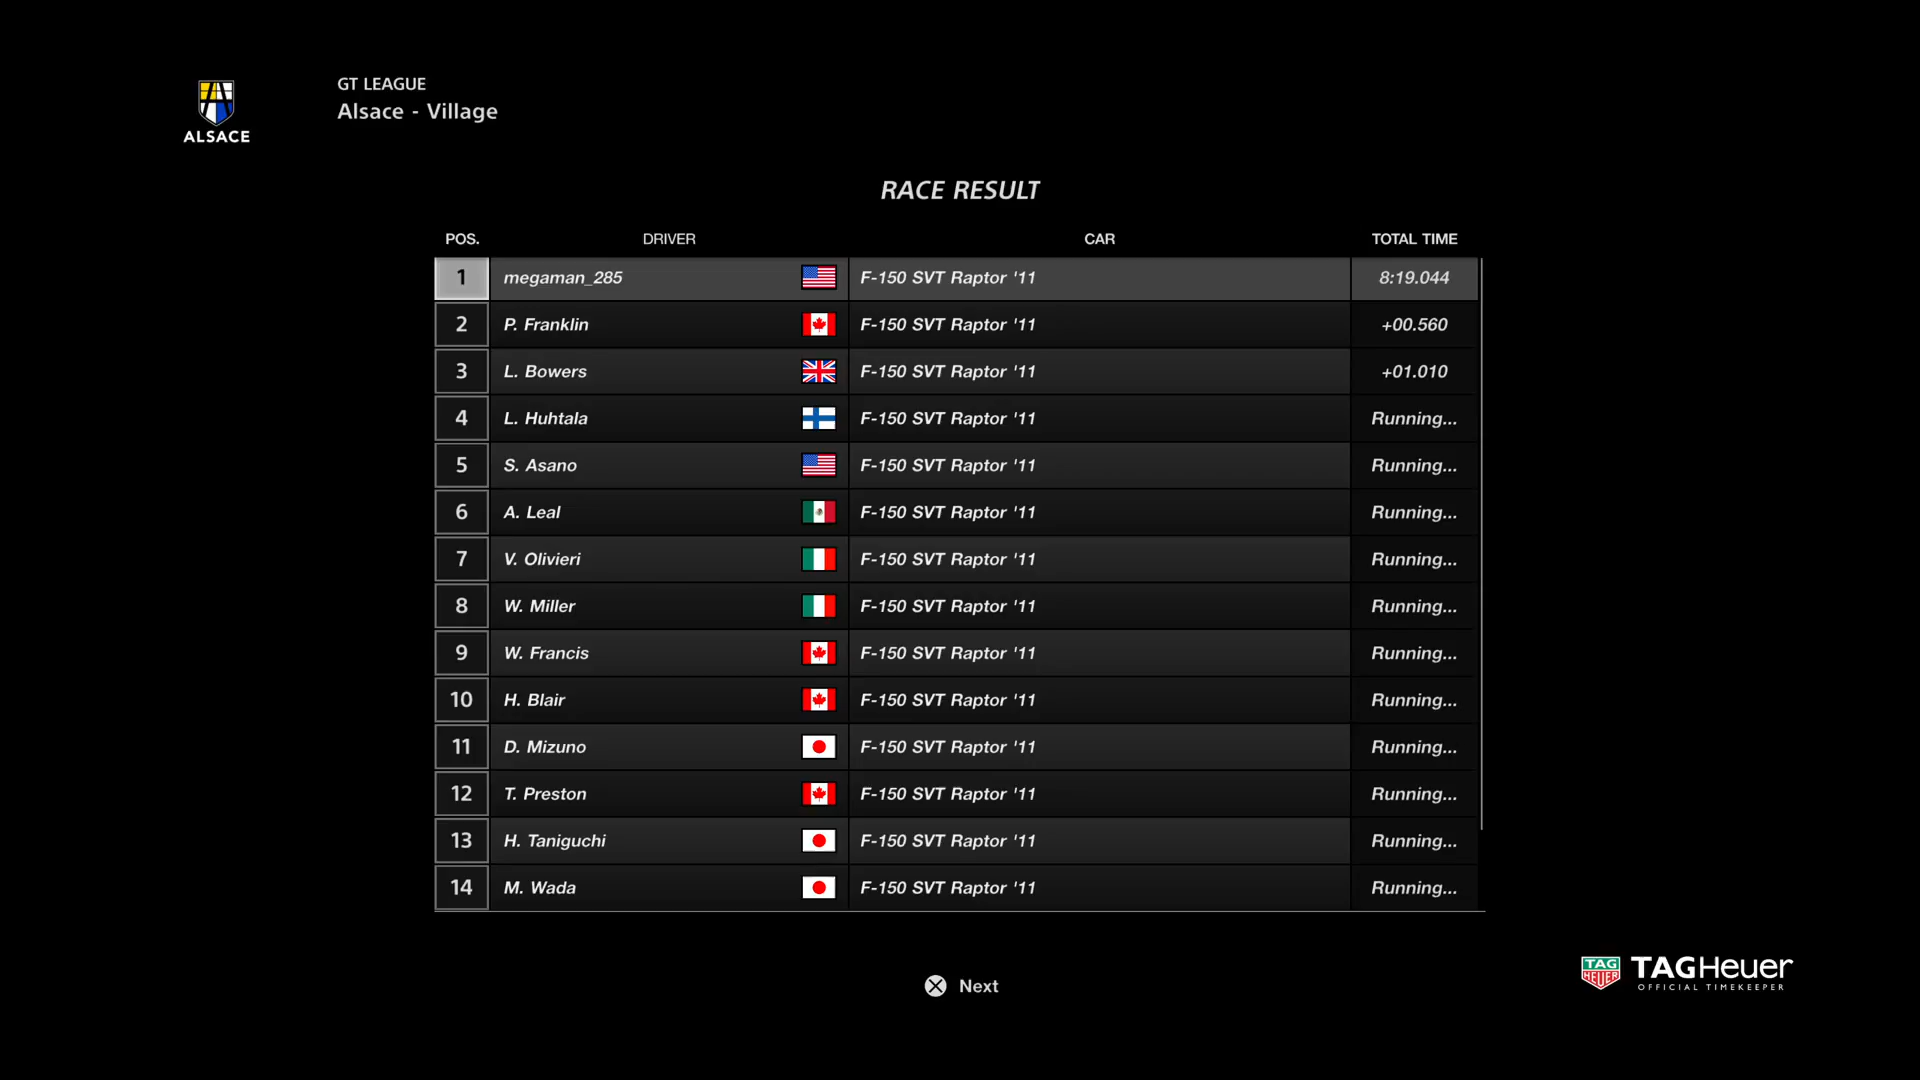 GT LEAGUE
Alsace - Village
ALSACE
RACE RESULT
POS. DRIVER CAR TOTAL TIME
1 megaman_285 F-150 SVT Raptor '11 8:19.044
2 P. Franklin F-150 SVT Raptor '11 +00.560
3 L. Bowers F-150 SVT Raptor '11 +01.010
4 L. Huhtala F-150 SVT Raptor '11 Running...
5 S. Asano F-150 SVT Raptor '11 Running...
6 A. Leal F-150 SVT Raptor '11 Running...
7 V. Olivieri F-150 SVT Raptor '11 Running...
8 W. Miller F-150 SVT Raptor '11 Running...
9 W. Francis F-150 SVT Raptor '11 Running...
10 H. Blair F-150 SVT Raptor '11 Running...
11 D. Mizuno F-150 SVT Raptor '11 Running...
12 T. Preston F-150 SVT Raptor '11 Running...
13 H. Taniguchi F-150 SVT Raptor '11 Running...
14 M. Wada F-150 SVT Raptor '11 Running...
TAG HEUER TAGHeuer
OFFICIAL TIMEKEEPER
Next